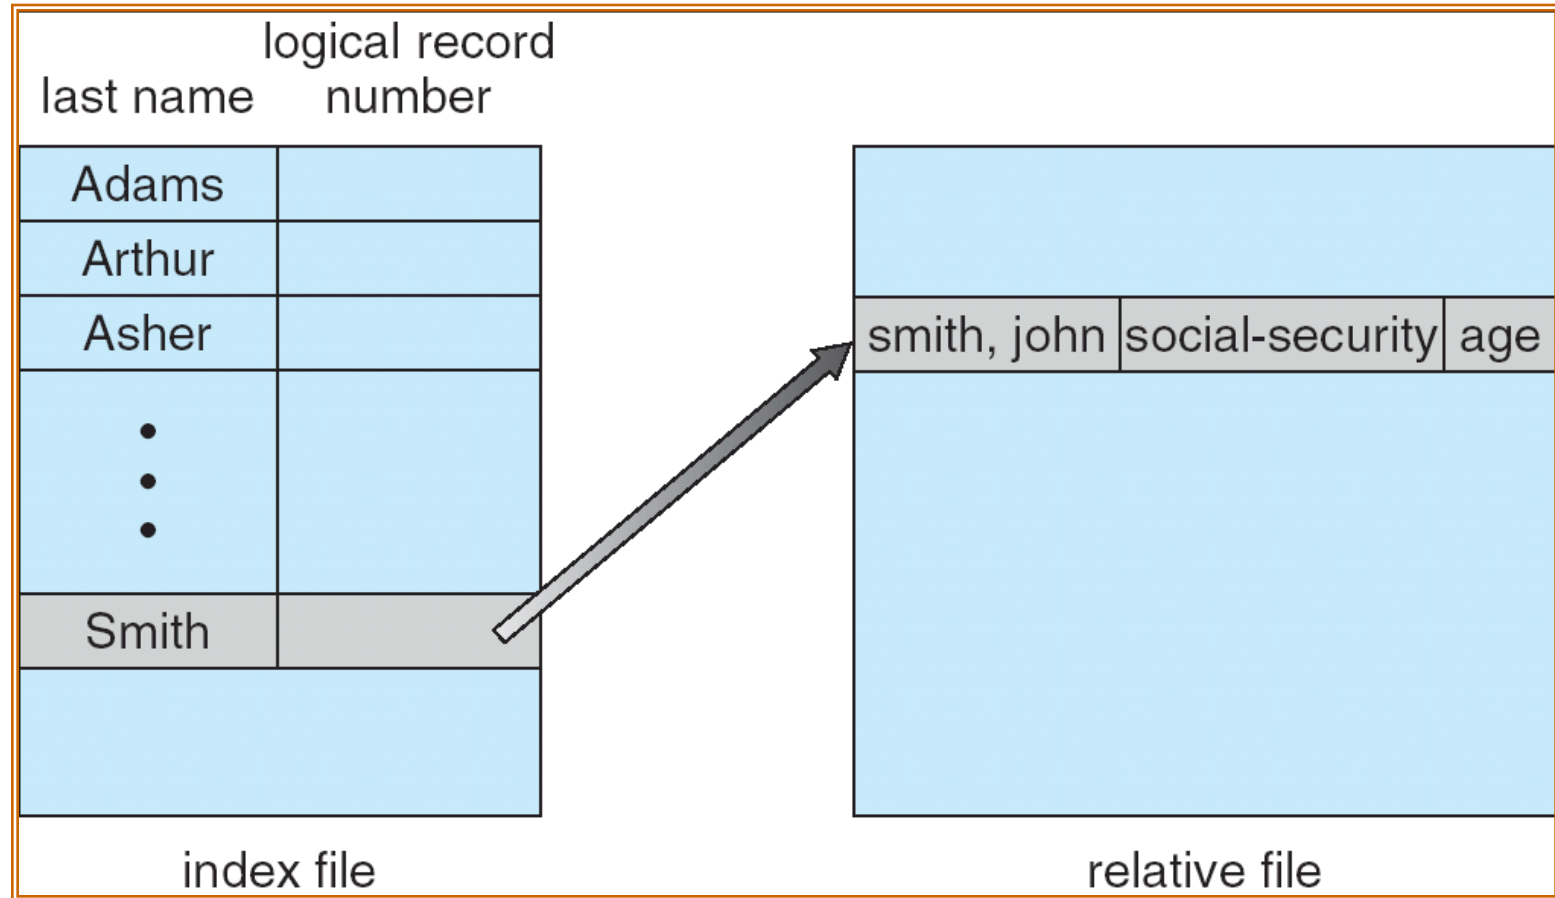 logical record
last name number
Adams
Arthur
Asher
smith, john social-security age
Smith
index file relative file